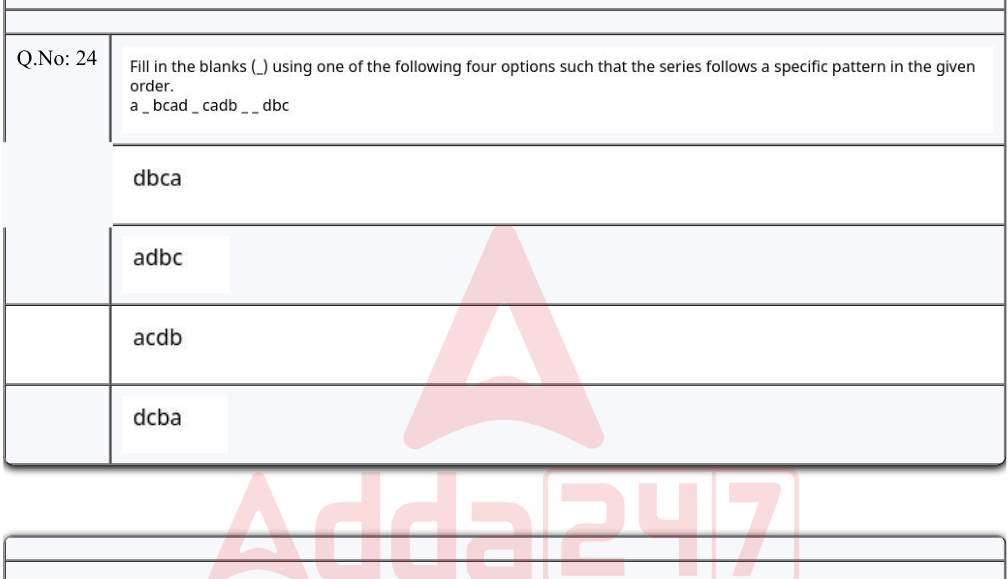 Q.No: 24
Fill in the blanks (_) using one of the following four options such that the series follows a specific pattern in the given
order.
a _ bcad _ cadb _ _ dbc
dbca
adbc
acdb
dcba
Adda247